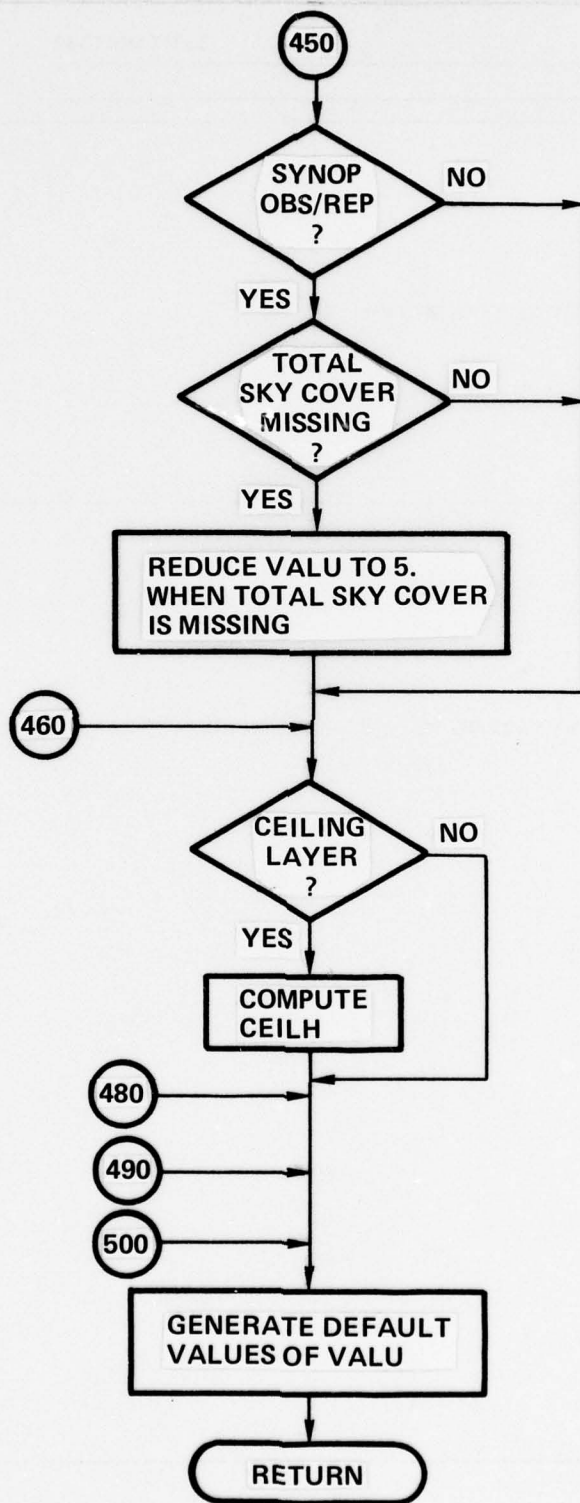 450
SYNOP
OBS/REP
?
NO
YES
TOTAL
SKY COVER
MISSING
?
NO
YES
REDUCE VALU TO 5.
WHEN TOTAL SKY COVER
IS MISSING
460
CEILING
LAYER
?
NO
YES
COMPUTE
CEILH
480
490
500
GENERATE DEFAULT
VALUES OF VALU
RETURN